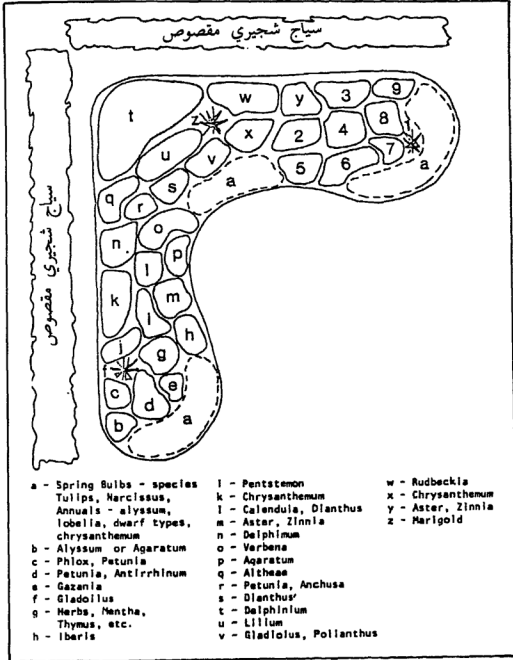 سياج شجيري مقصوص
سياج شجيري مقصوص
t
w
y
3
9
z
x
2
4
8
f
7
u
v
a
5
6
a
q
r
s
o
n
l
p
k
i
m
h
j
g
c
d
e
b
a
a - Spring Bulbs - species
Tulips, Narcissus,
Annuals - alyssum,
lobelia, dwarf types,
chrysanthemum
b - Alyssum or Agaratum
c - Phlox, Petunia
d - Petunia, Antirrhinum
e - Gazania
f - Gladoilus
g - Herbs, Mentha,
Thymus, etc.
h - Iberis
i - Pentstemon
k - Chrysanthemum
l - Calendula, Dianthus
m - Aster, Zinnia
n - Delphimum
o - Verbena
p - Aqaratum
q - Altheae
r - Petunia, Anchusa
s - Dianthus
t - Delphinium
u - Lilium
v - Gladiolus, Polianthus
w - Rudbeckia
x - Chrysanthemum
y - Aster, Zinnia
z - Marigold